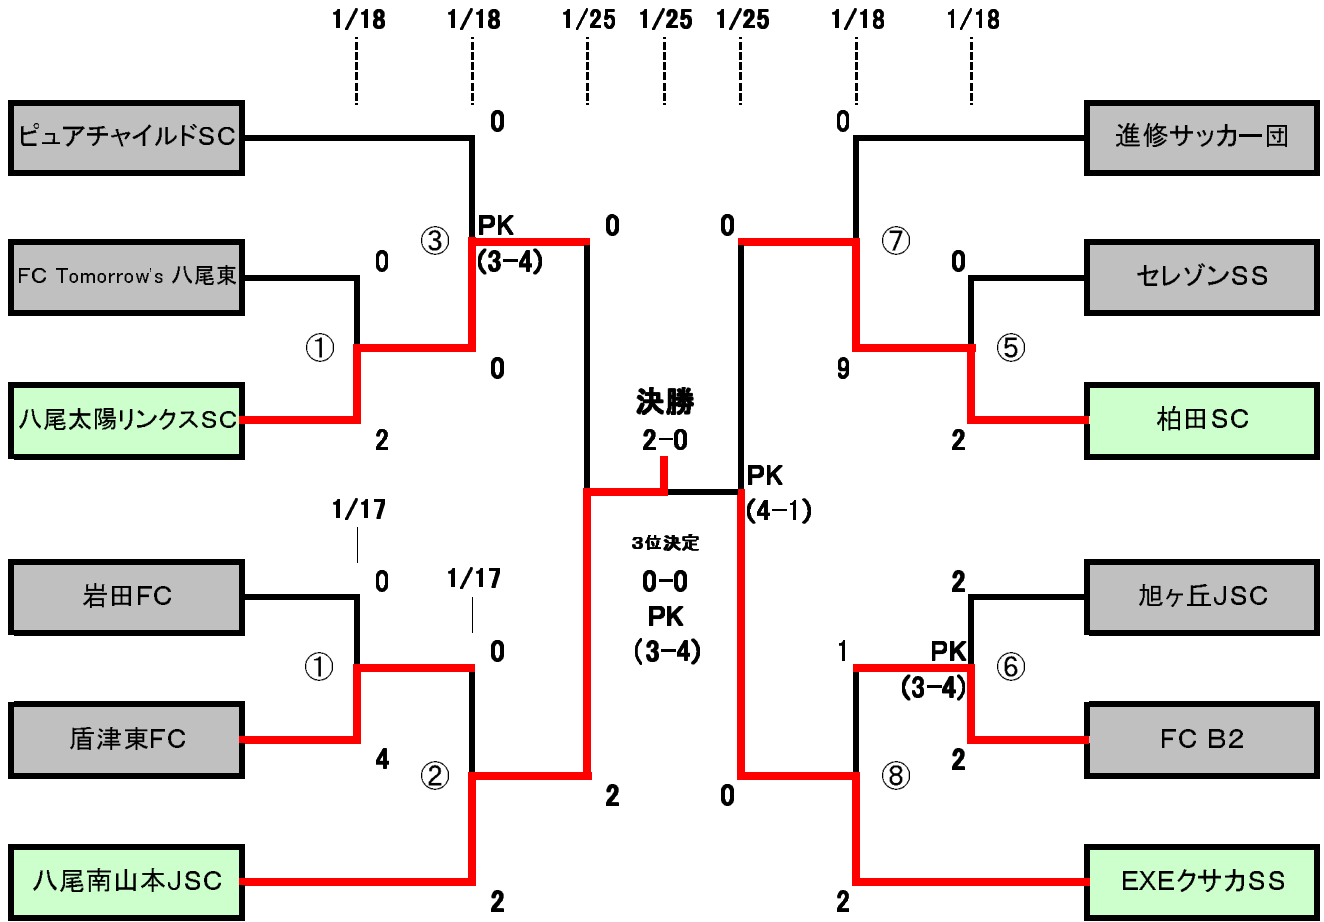 1/18 1/18 1/25 1/25 1/25 1/18 1/18
0 0
ピュアチャイルドSC 進修サッカー団
PK 0 0
③ ⑦
(3-4)
0 0
FC Tomorrow's 八尾東 セレゾンSS
① ⑤
0 9
決勝
八尾太陽リンクスSC 柏田SC
2 2-0 2
PK
1/17 (4-1)
3位決定
0 1/17 0-0 2
岩田FC 旭ヶ丘JSC
PK
0 (3-4) 1 PK
① ⑥
(3-4)
盾津東FC FC B2
4 2
② ⑧
2 0
八尾南山本JSC EXEクサカSS
2 2